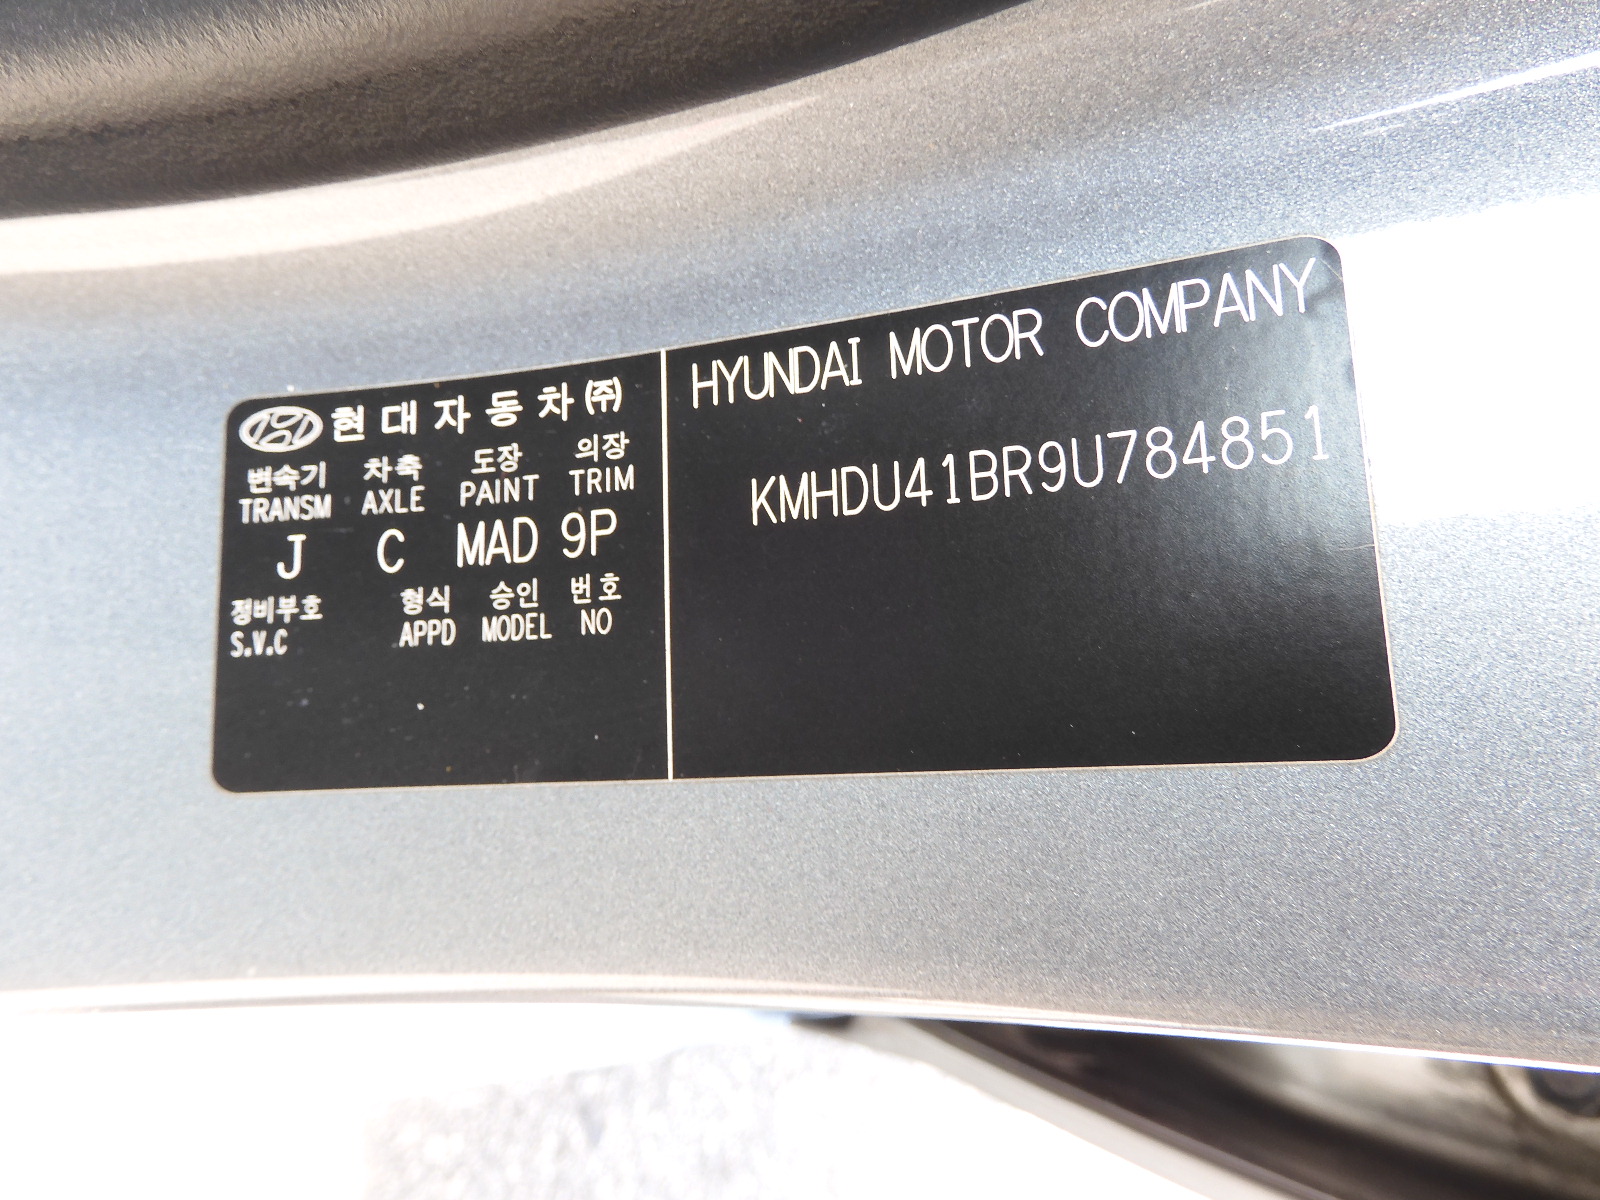 현대자동차㈜
변속기 차축 도장 의장
TRANSM AXLE PAINT TRIM
J C MAD 9P
정비부호 형식 승인 번호
S.V.C APPD MODEL NO
HYUNDAI MOTOR COMPANY
KMHDU41BR9U784851